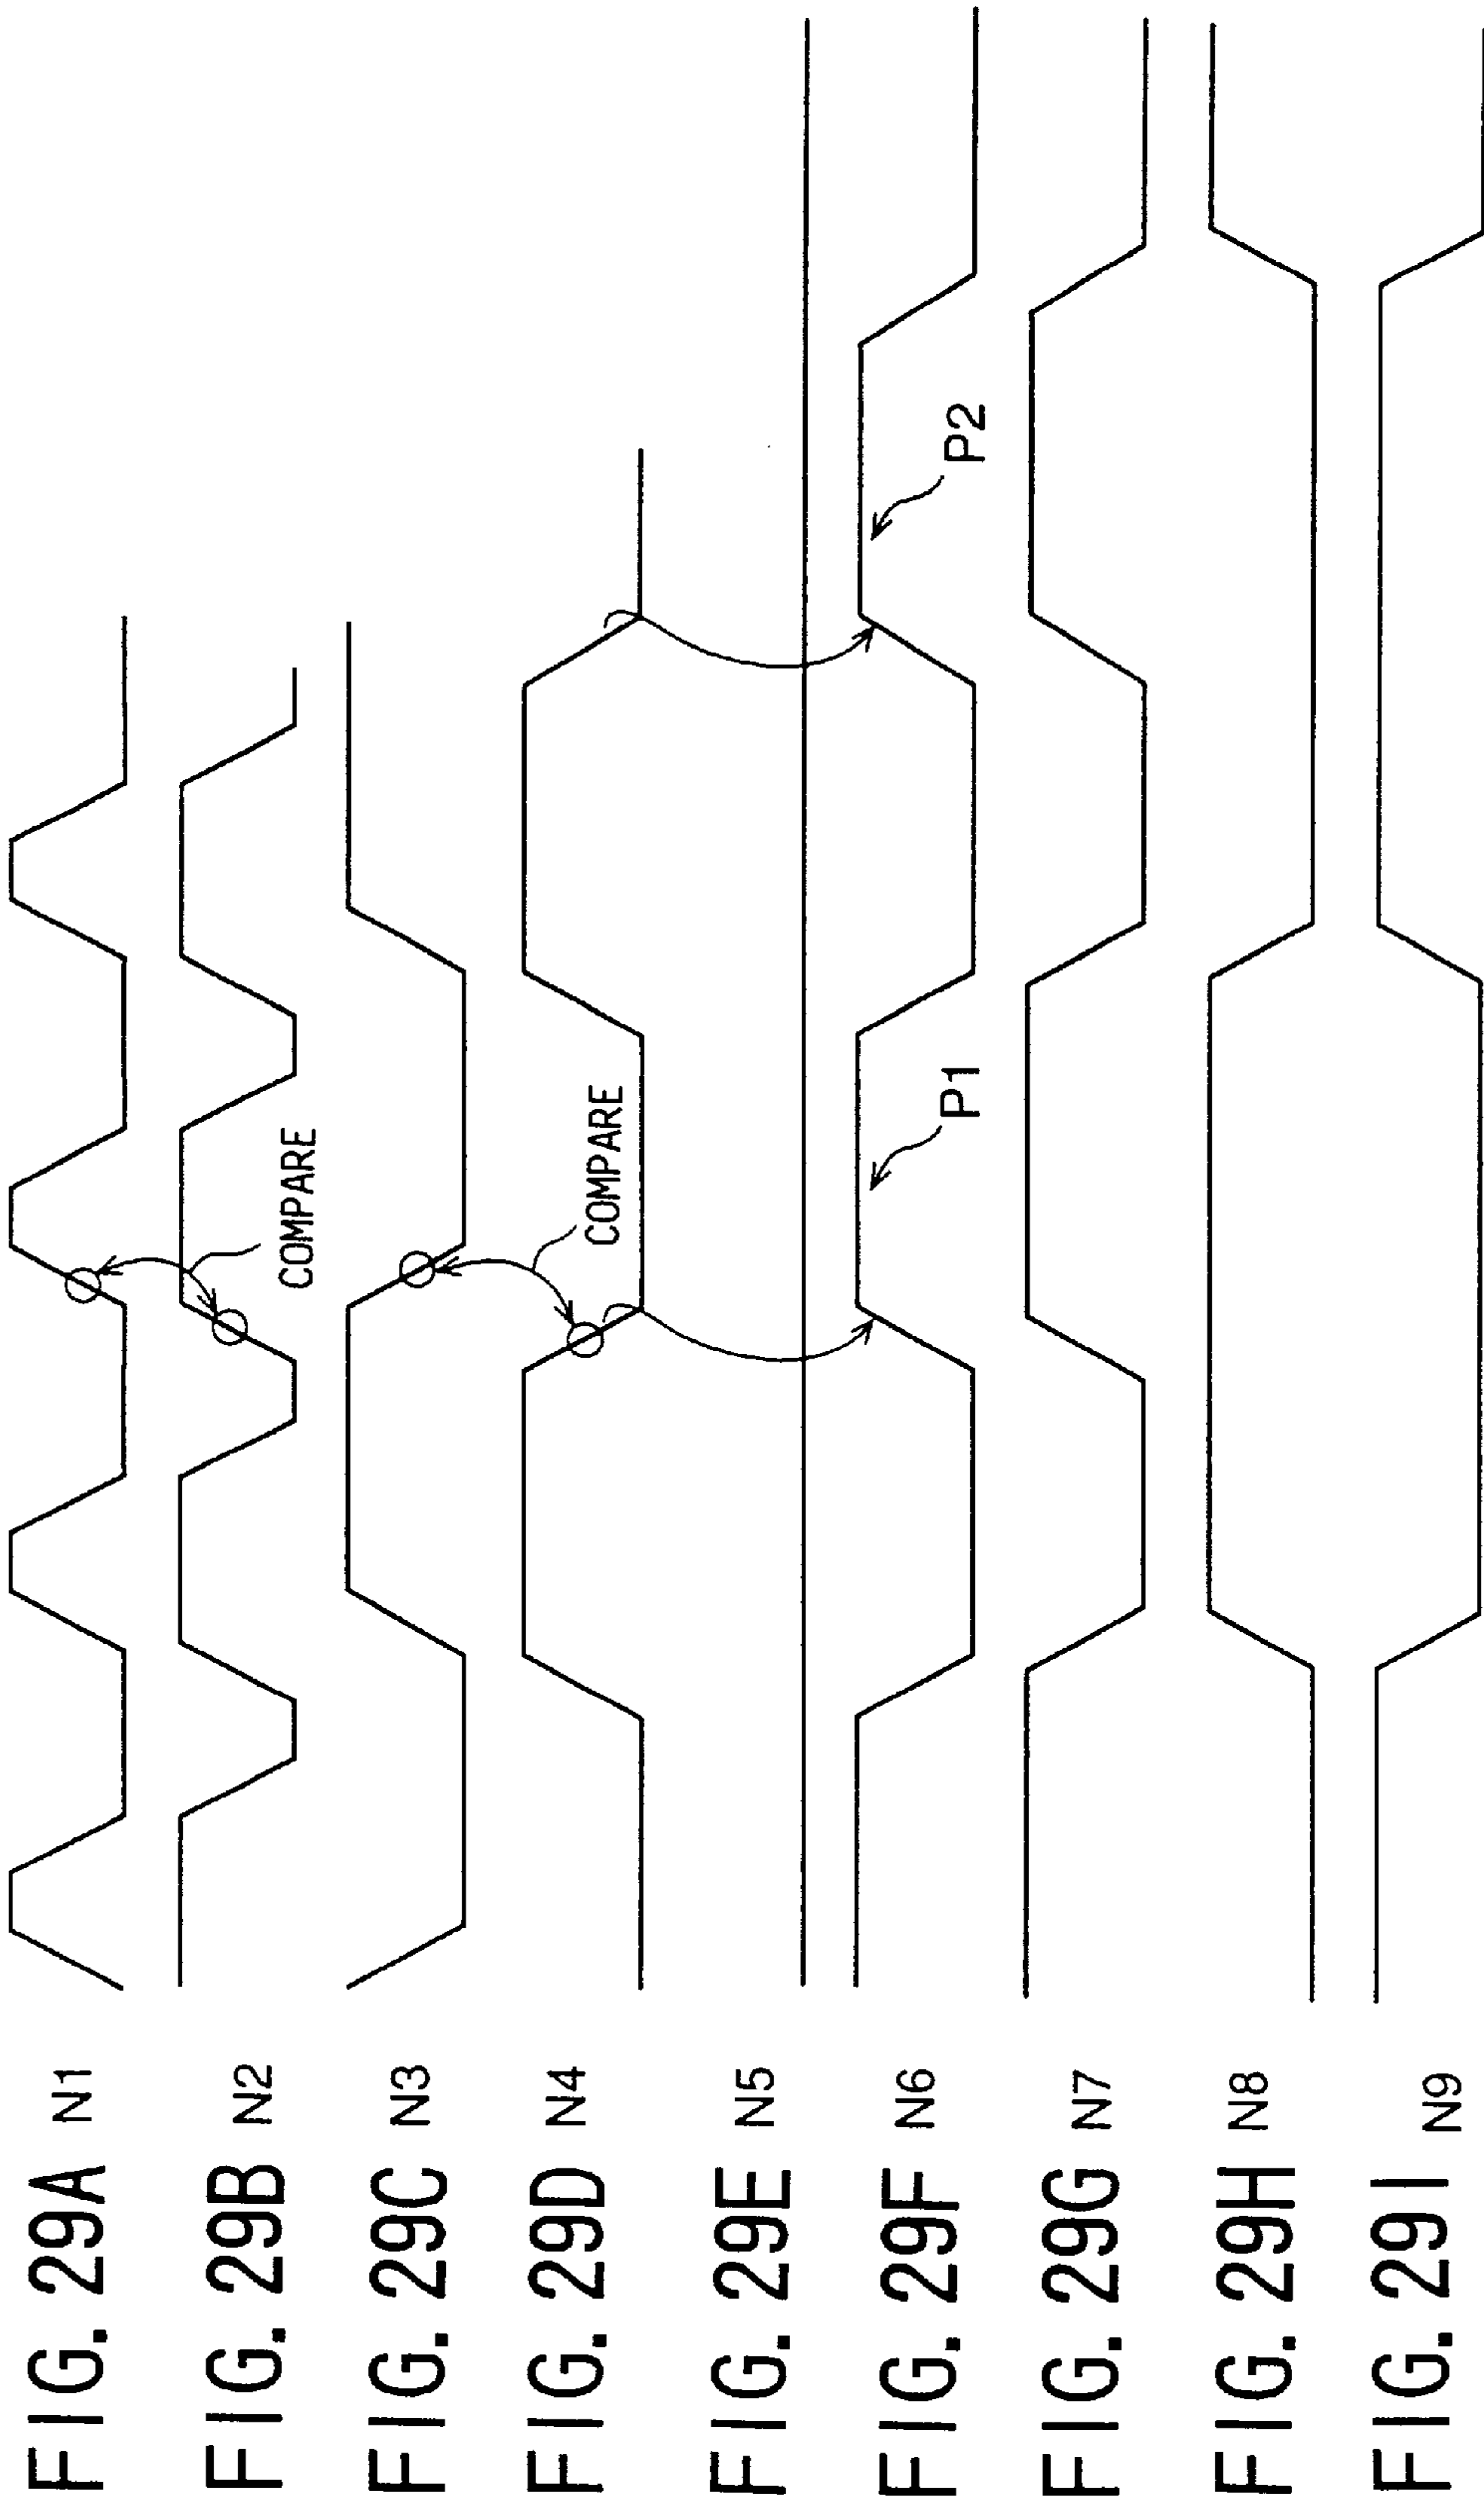 FIG. 29A N1
FIG. 29B N2
COMPARE
FIG. 29C N3
FIG. 29D N4
COMPARE
FIG. 29E N5
FIG. 29F N6
P1
P2
FIG. 29G N7
FIG. 29H N8
FIG. 29I N9